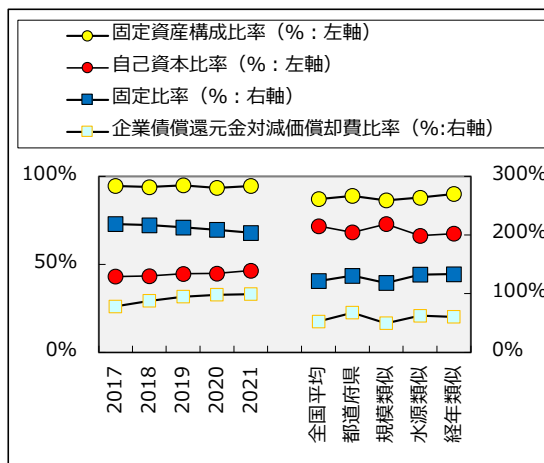 固定資産構成比率（%：左軸）
自己資本比率（%：左軸）
固定比率（%：右軸）
企業債償還元金対減価償却費比率（%:右軸）
100%
50%
0%
300%
200%
100%
0%
2017
2018
2019
2020
2021
全国平均
都道府県
規模類似
水源類似
経年類似